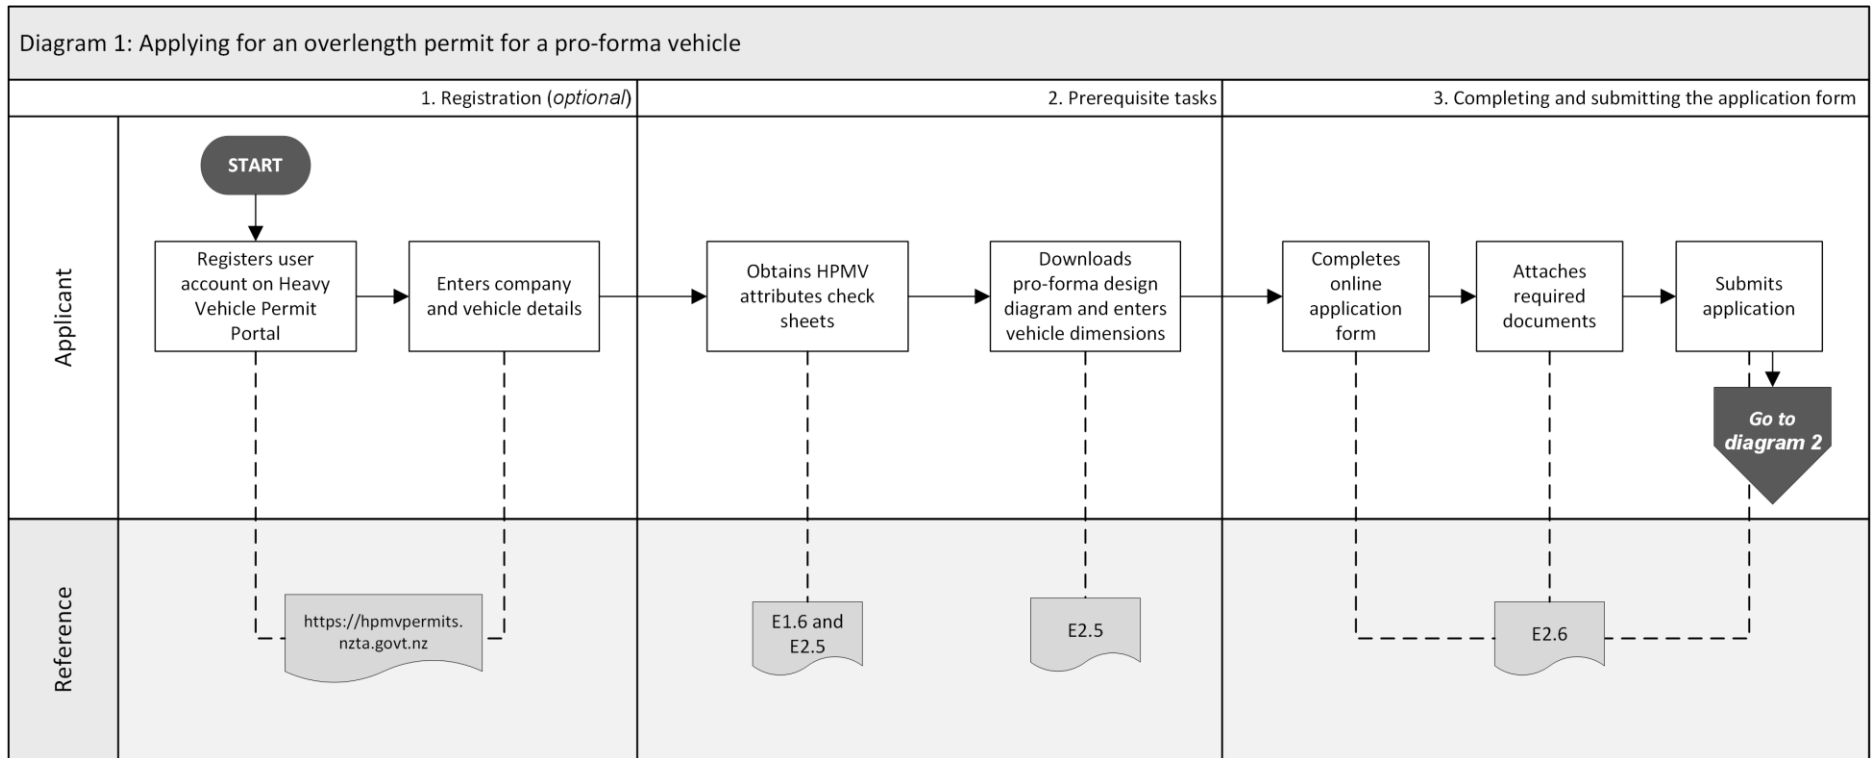 Diagram 1: Applying for an overlength permit for a pro-forma vehicle
1. Registration (optional)
2. Prerequisite tasks
3. Completing and submitting the application form
Applicant
START
Registers user
account on Heavy
Vehicle Permit
Portal
Enters company
and vehicle details
Obtains HPMV
attributes check
sheets
Downloads
pro-forma design
diagram and enters
vehicle dimensions
Completes
online
application
form
Attaches
required
documents
Submits
application
Go to
diagram 2
Reference
https://hpmvpermits.
nzta.govt.nz
E1.6 and
E2.5
E2.5
E2.6